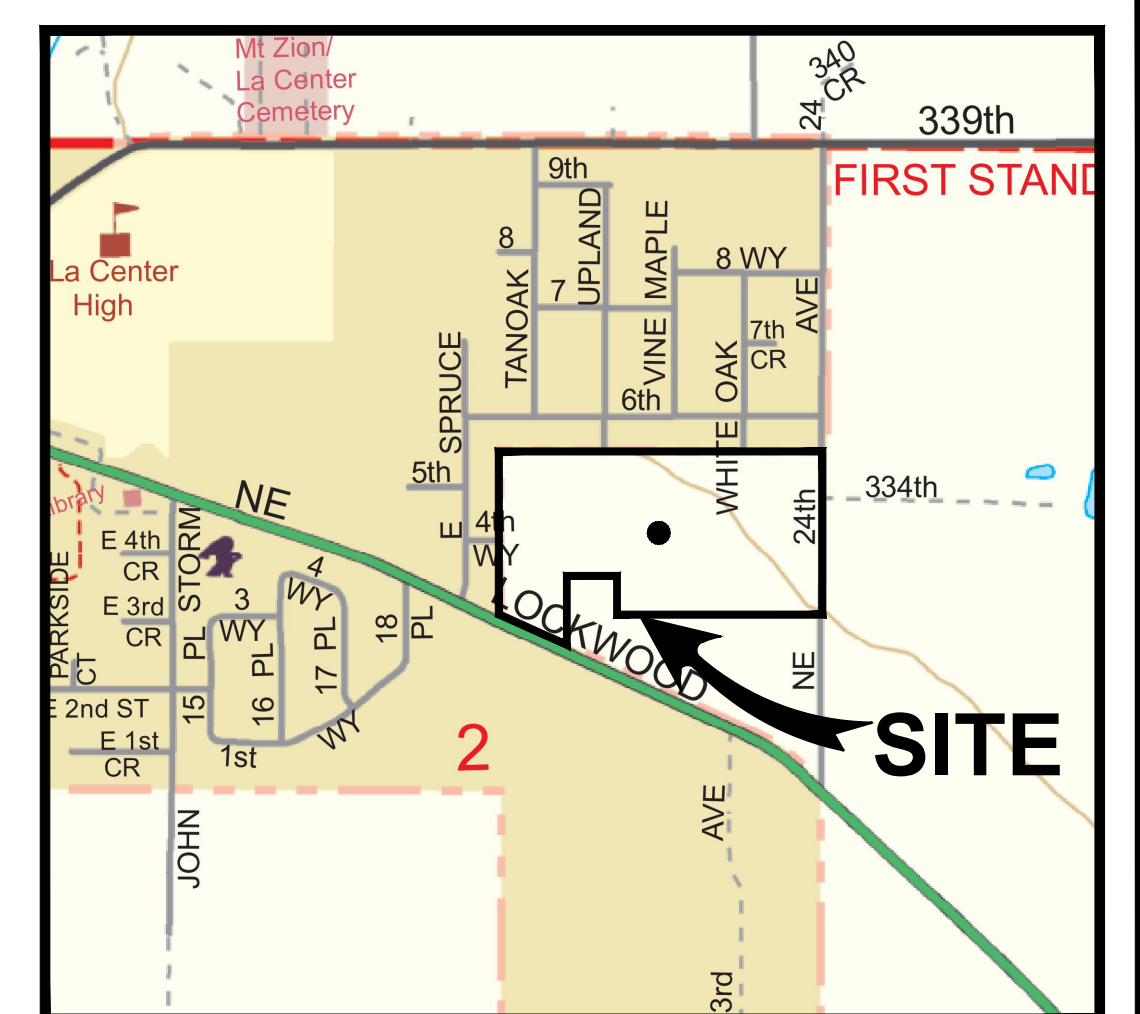 Mt Zion/
La Center
Cemetery
340
CR
24
339th
FIRST STAND
9th
8
UPLAND
MAPLE
8 WY
La Center
High
7
TANOAK
AVE
VINE
7th
CR
OAK
SPRUCE
6th
WHITE
5th
334th
NE
24th
4th
WY
E
ibrary
E 4th
CR
STORM
4
WY
LOCKWOOD
PARKSIDE
CT
E 3rd
CR
3
WY
PL
PL
PL
18
PL
17
16
15
NE
E 2nd ST
E 1st
CR
1st
WY
2
SITE
AVE
JOHN
3rd